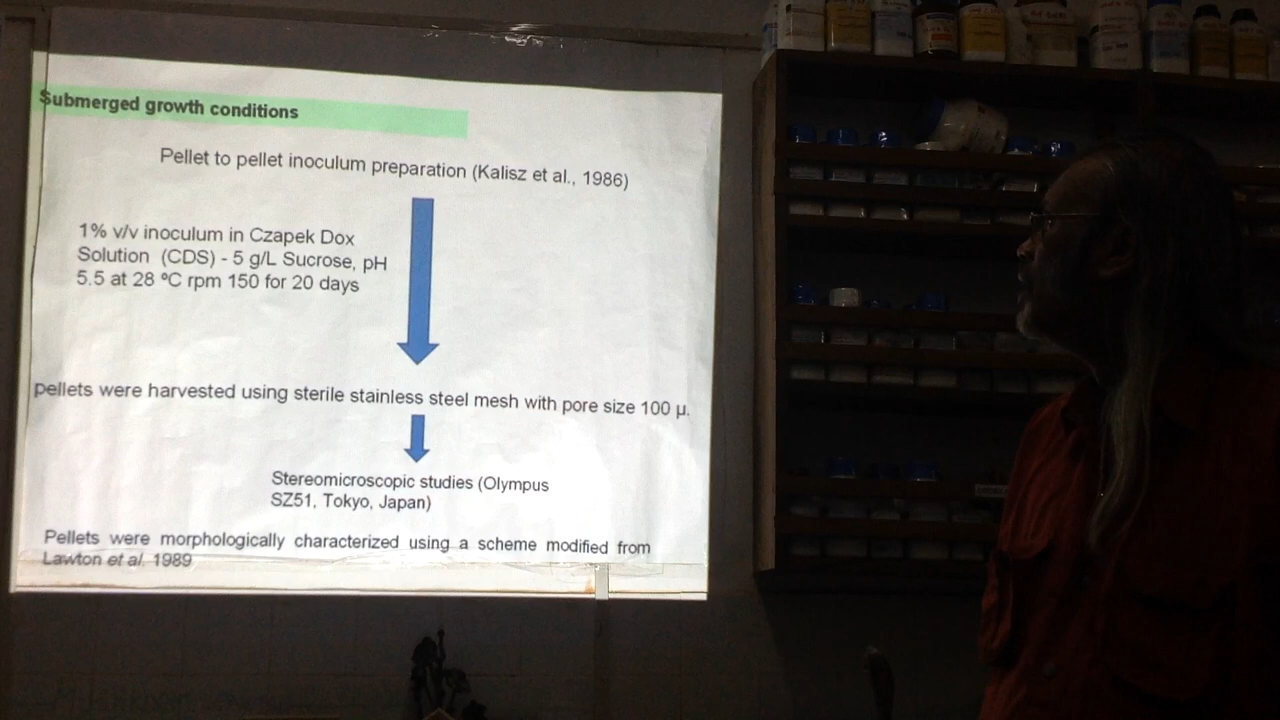 Submerged growth conditions
Pellet to pellet inoculum preparation (Kalisz et al., 1986)
1% v/v inoculum in Czapek Dox
Solution (CDS) - 5 g/L Sucrose, pH
5.5 at 28 ºC rpm 150 for 20 days
pellets were harvested using sterile stainless steel mesh with pore size 100 µ.
Stereomicroscopic studies (Olympus
SZ51, Tokyo, Japan)
Pellets were morphologically characterized using a scheme modified from
Lawton et al. 1989